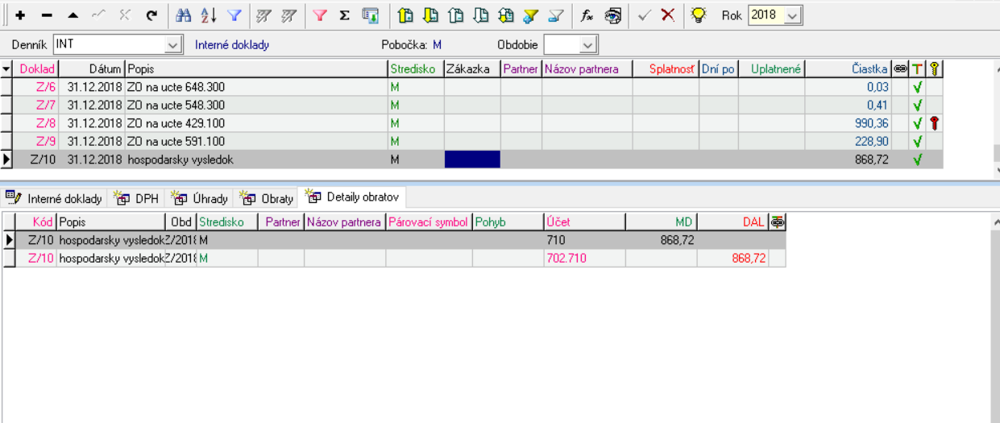 Rok 2018
Denník INT Interné doklady Pobočka: M Obdobie
Doklad Dátum Popis Stredisko Zákazka Partner Názov partnera Splatnosť Dní po Uplatnené Čiastka
Z/6 31.12.2018 ZO na ucte 648.300 M 0,03
Z/7 31.12.2018 ZO na ucte 548.300 M 0,41
Z/8 31.12.2018 ZO na ucte 429.100 M 990,36
Z/9 31.12.2018 ZO na ucte 591.100 M 228,90
Z/10 31.12.2018 hospodarsky vysledok M 868,72
Interné doklady DPH Úhrady Obraty Detaily obratov
Kód Popis Obd Stredisko Partner Názov partnera Párovací symbol Pohyb Účet MD DAL
Z/10 hospodarsky vysledok Z/2018 M 710 868,72
Z/10 hospodarsky vysledok Z/2018 M 702.710 868,72